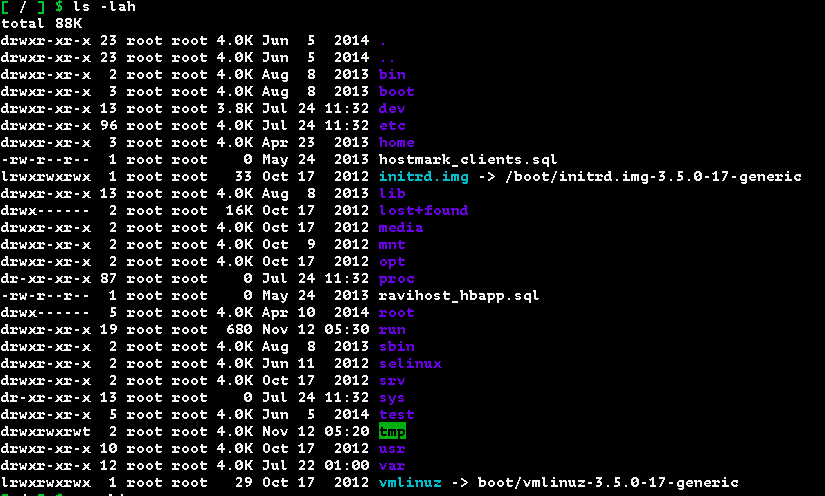 [ / ] $ ls -lah
total 88K
drwxr-xr-x 23 root root 4.0K Jun  5  2014 .
drwxr-xr-x 23 root root 4.0K Jun  5  2014 ..
drwxr-xr-x  2 root root 4.0K Aug  8  2013 bin
drwxr-xr-x  3 root root 4.0K Aug  8  2013 boot
drwxr-xr-x 13 root root 3.8K Jul 24 11:32 dev
drwxr-xr-x 96 root root 4.0K Jul 24 11:32 etc
drwxr-xr-x  3 root root 4.0K Apr 23  2013 home
-rw-r--r--  1 root root    0 May 24  2013 hostmark_clients.sql
lrwxrwxrwx  1 root root   33 Oct 17  2012 initrd.img -> /boot/initrd.img-3.5.0-17-generic
drwxr-xr-x 13 root root 4.0K Aug  8  2013 lib
drwx------  2 root root  16K Oct 17  2012 lost+found
drwxr-xr-x  2 root root 4.0K Oct 17  2012 media
drwxr-xr-x  2 root root 4.0K Oct  9  2012 mnt
drwxr-xr-x  2 root root 4.0K Oct 17  2012 opt
dr-xr-xr-x 87 root root    0 Jul 24 11:32 proc
-rw-r--r--  1 root root    0 May 24  2013 ravihost_hbapp.sql
drwx------  5 root root 4.0K Apr 10  2014 root
drwxr-xr-x 19 root root  680 Nov 12 05:30 run
drwxr-xr-x  2 root root 4.0K Aug  8  2013 sbin
drwxr-xr-x  2 root root 4.0K Jun 11  2012 selinux
drwxr-xr-x  2 root root 4.0K Oct 17  2012 srv
dr-xr-xr-x 13 root root    0 Jul 24 11:32 sys
drwxr-xr-x  5 root root 4.0K Jun  5  2014 test
drwxrwxrwt  2 root root 4.0K Nov 12 05:20 tmp
drwxr-xr-x 10 root root 4.0K Oct 17  2012 usr
drwxr-xr-x 12 root root 4.0K Jul 22 01:00 var
lrwxrwxrwx  1 root root   29 Oct 17  2012 vmlinuz -> boot/vmlinuz-3.5.0-17-generic